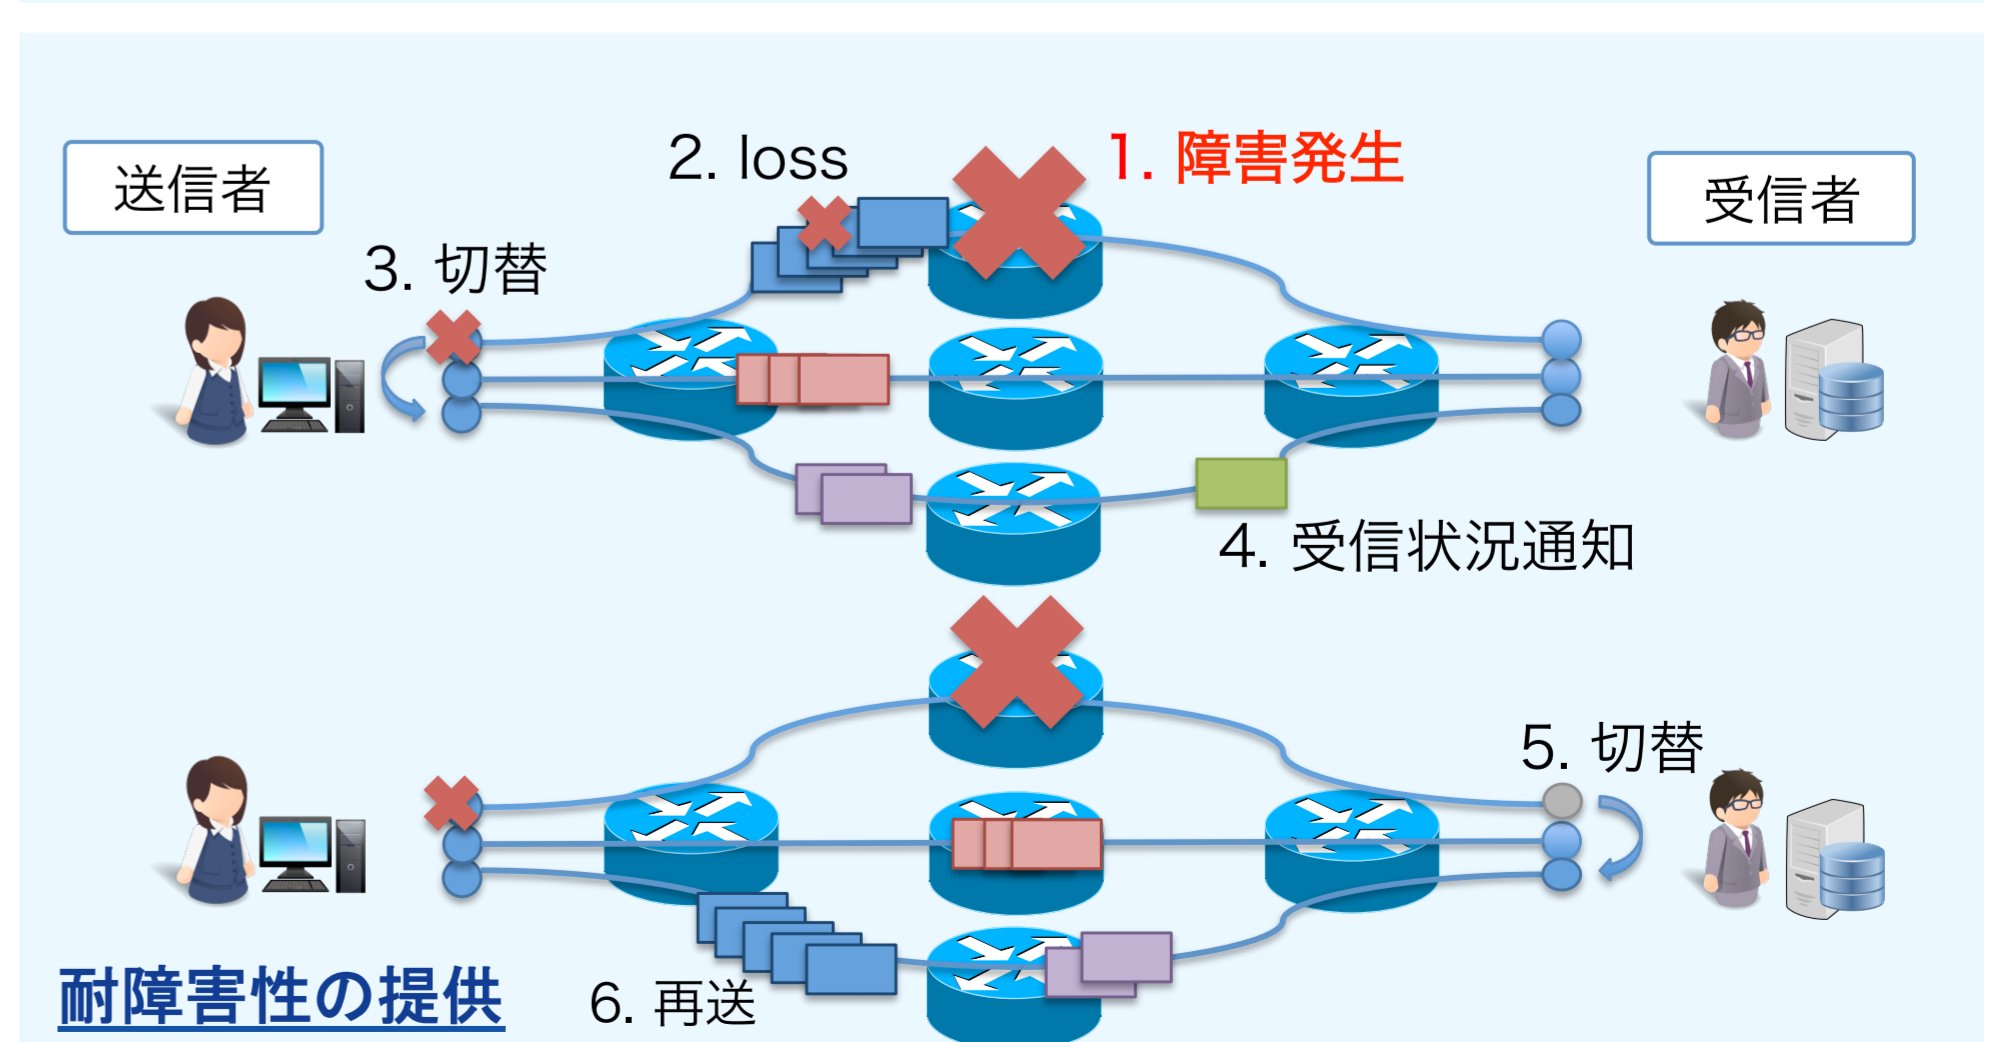 2. loss
1. 障害発生
送信者
受信者
3. 切替
4. 受信状況通知
5. 切替
耐障害性の提供
6. 再送